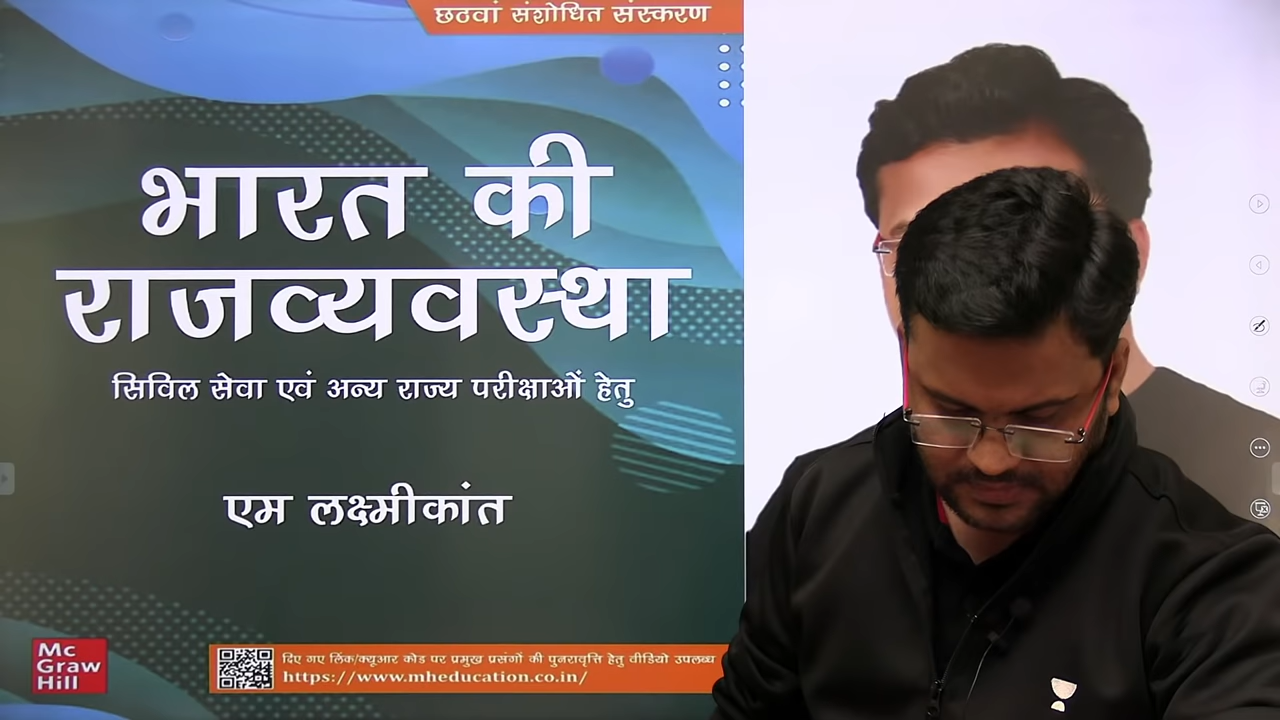 छठवां संशोधित संस्करण
भारत की
राजव्यवस्था
सिविल सेवा एवं अन्य राज्य परीक्षाओं हेतु
एम लक्ष्मीकांत
Mc
Graw
Hill
दिए गए लिंक/क्यूआर कोड पर प्रमुख प्रसंगों की पुनरावृत्ति हेतु वीडियो उपलब्ध
https://www.mheducation.co.in/